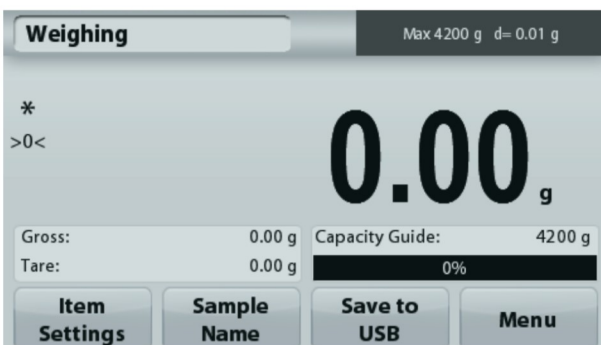 Weighing
Max 4200 g d= 0.01 g
*
>0<
0.00 g
Gross: 0.00 g
Tare: 0.00 g
Capacity Guide: 4200 g
0%
Item Settings
Sample Name
Save to USB
Menu